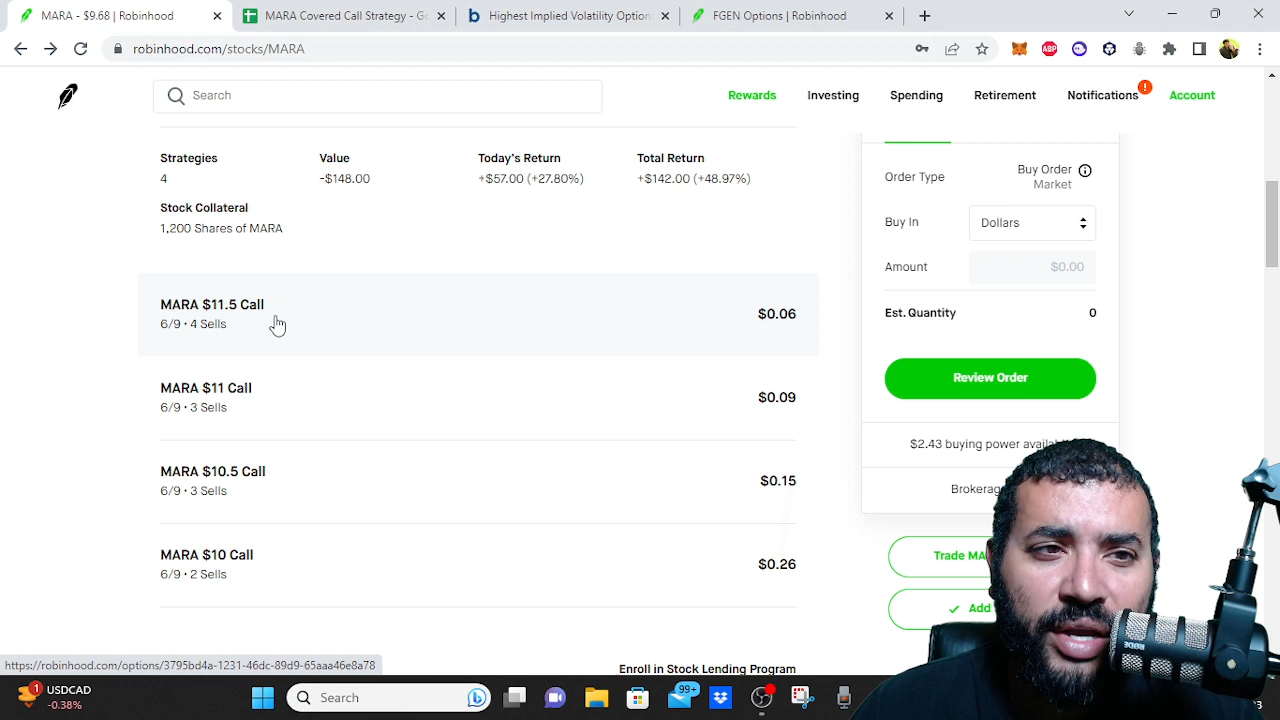 MARA - $9.68 | Robinhood
MARA Covered Call Strategy - Go
Highest Implied Volatility Option
FGEN Options | Robinhood
robinhood.com/stocks/MARA
ABP
Search
Rewards
Investing
Spending
Retirement
Notifications
!
Account
Strategies
Value
Today's Return
Total Return
4
-$148.00
+$57.00 (+27.80%)
+$142.00 (+48.97%)
Stock Collateral
1,200 Shares of MARA
MARA $11.5 Call
6/9 · 4 Sells
$0.06
MARA $11 Call
6/9 · 3 Sells
$0.09
MARA $10.5 Call
6/9 · 3 Sells
$0.15
MARA $10 Call
6/9 · 2 Sells
$0.26
Enroll in Stock Lending Program
Order Type
Buy Order
Market
Buy In
Dollars
Amount
$0.00
Est. Quantity
0
Review Order
$2.43 buying power
Trade
Add
https://robinhood.com/options/3795bd4a-1231-46dc-89d9-65aaa46e8a78
1
USDCAD
-0.38%
Search
99+
RØDE